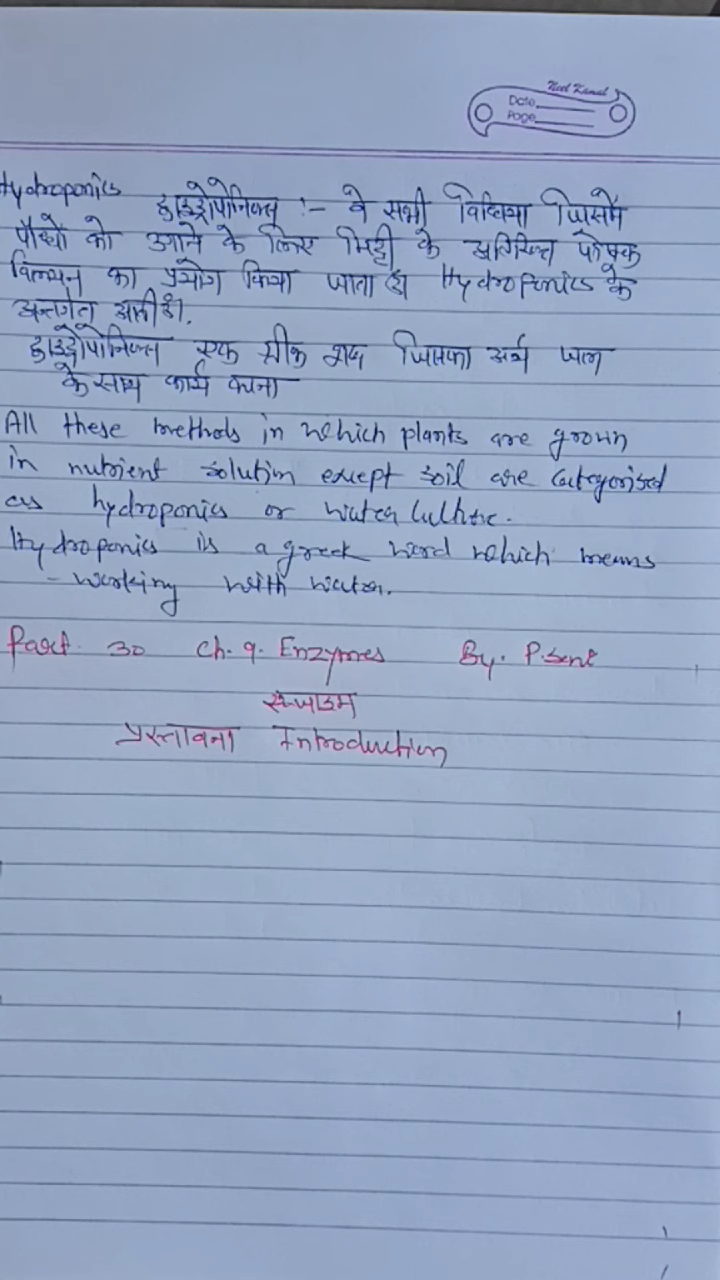 Neel Kamal
Date
Page
Hydroponics हाइड्रोपोनिक्स :- वे सभी विधिया जिसमें
पौधों को उगाने के लिए मिट्टी के अतिरिक्त पोषक
विलयन का प्रयोग किया जाता है Hydroponics के
अन्तर्गत आती है।
हाइड्रोपोनिक्स एक ग्रीक शब्द जिसका अर्थ जल
के साथ कार्य करना
All these methods in which plants are grown
in nutrient solution except soil are categorised
as hydroponics or water culture.
Hydroponics is a greek word which means
- working with water.
Part 30 Ch. 9. Enzymes By. P.
प्रस्तावना Introduction